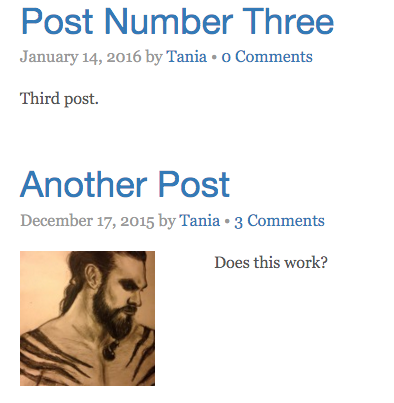 Post Number Three
January 14, 2016 by Tania • 0 Comments
Third post.
Another Post
December 17, 2015 by Tania • 3 Comments
Does this work?